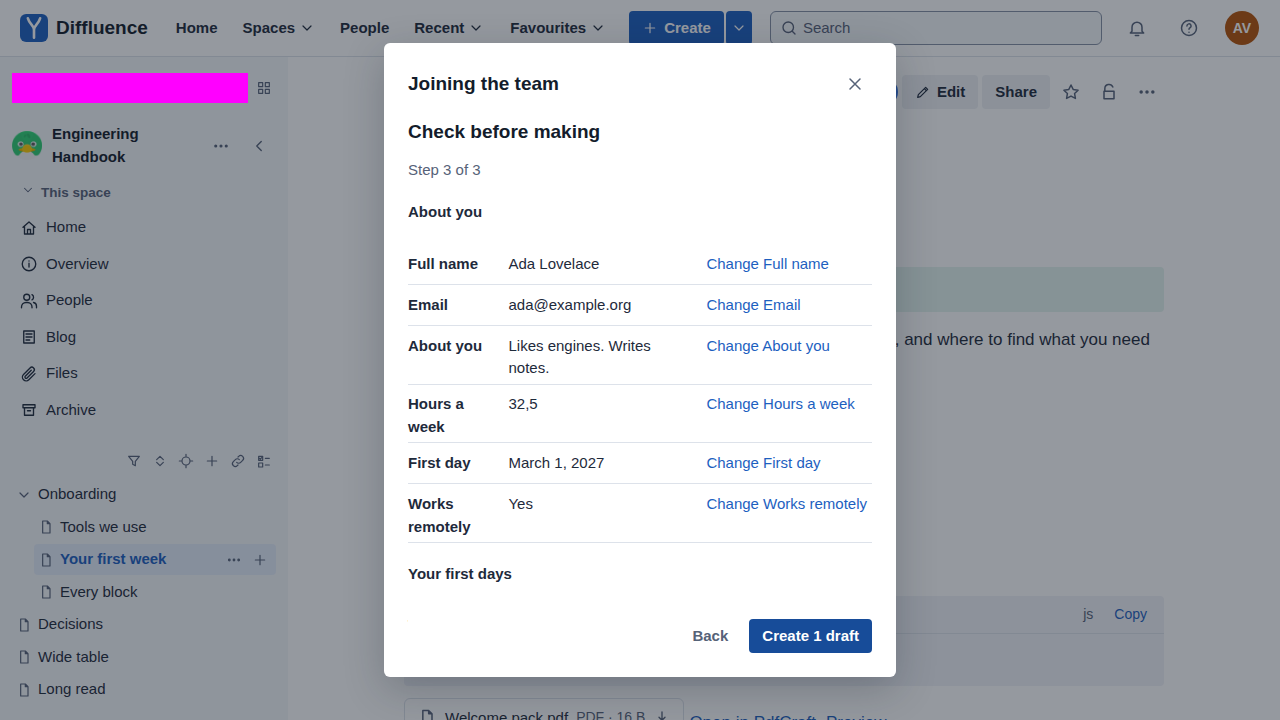 Diffluence Home Spaces People Recent Favourites Create Search AV
Engineering
Handbook
This space
Home
Overview
People
Blog
Files
Archive
Onboarding
Tools we use
Your first week
Every block
Decisions
Wide table
Long read
Edit Share
, and where to find what you need
js Copy
Welcome pack.pdf PDF · 16 B
Joining the team
Check before making
Step 3 of 3
About you
Full name Ada Lovelace Change Full name
Email ada@example.org Change Email
About you Likes engines. Writes notes. Change About you
Hours a week 32,5 Change Hours a week
First day March 1, 2027 Change First day
Works remotely Yes Change Works remotely
Your first days
Back Create 1 draft